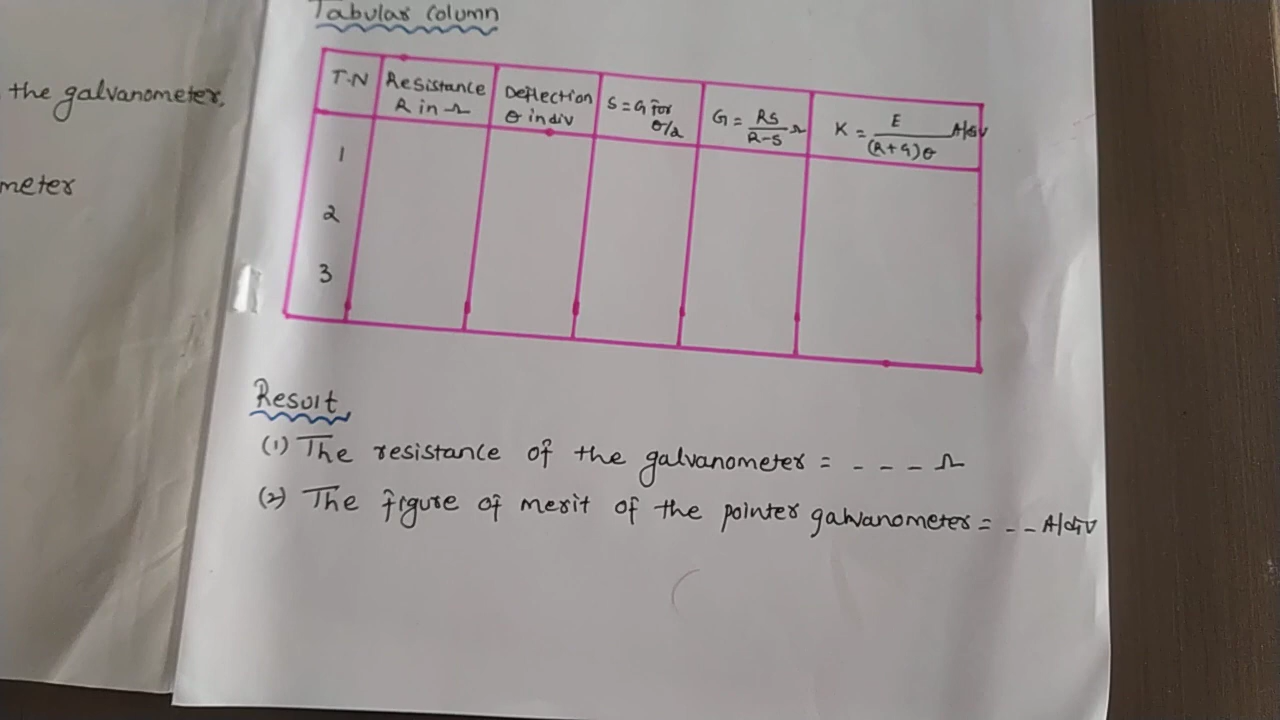 Tabular column
the galvanometer,
meter
T.N
Resistance
R in Ω
Deflection
θ in div
S = G for
θ/2
G = RS/R-S Ω
K = E/(R+G)θ A/div
1
2
3
Result
(1) The resistance of the galvanometer = - - - Ω
(2) The figure of merit of the pointer galvanometer = - - A/div